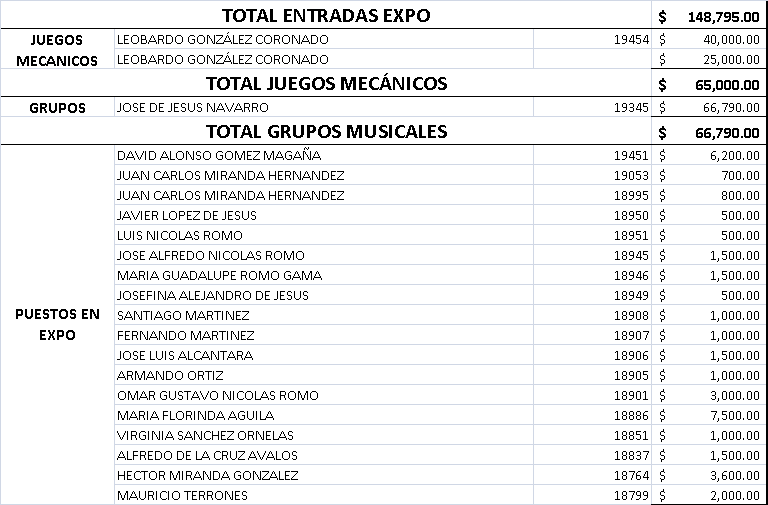 TOTAL ENTRADAS EXPO $ 148,795.00
JUEGOS MECANICOS LEOBARDO GONZÁLEZ CORONADO 19454 $ 40,000.00
LEOBARDO GONZÁLEZ CORONADO $ 25,000.00
TOTAL JUEGOS MECÁNICOS $ 65,000.00
GRUPOS JOSE DE JESUS NAVARRO 19345 $ 66,790.00
TOTAL GRUPOS MUSICALES $ 66,790.00
PUESTOS EN EXPO
DAVID ALONSO GOMEZ MAGAÑA 19451 $ 6,200.00
JUAN CARLOS MIRANDA HERNANDEZ 19053 $ 700.00
JUAN CARLOS MIRANDA HERNANDEZ 18995 $ 800.00
JAVIER LOPEZ DE JESUS 18950 $ 500.00
LUIS NICOLAS ROMO 18951 $ 500.00
JOSE ALFREDO NICOLAS ROMO 18945 $ 1,500.00
MARIA GUADALUPE ROMO GAMA 18946 $ 1,500.00
JOSEFINA ALEJANDRO DE JESUS 18949 $ 500.00
SANTIAGO MARTINEZ 18908 $ 1,000.00
FERNANDO MARTINEZ 18907 $ 1,000.00
JOSE LUIS ALCANTARA 18906 $ 1,500.00
ARMANDO ORTIZ 18905 $ 1,000.00
OMAR GUSTAVO NICOLAS ROMO 18901 $ 3,000.00
MARIA FLORINDA AGUILA 18886 $ 7,500.00
VIRGINIA SANCHEZ ORNELAS 18851 $ 1,000.00
ALFREDO DE LA CRUZ AVALOS 18837 $ 1,500.00
HECTOR MIRANDA GONZALEZ 18764 $ 3,600.00
MAURICIO TERRONES 18799 $ 2,000.00